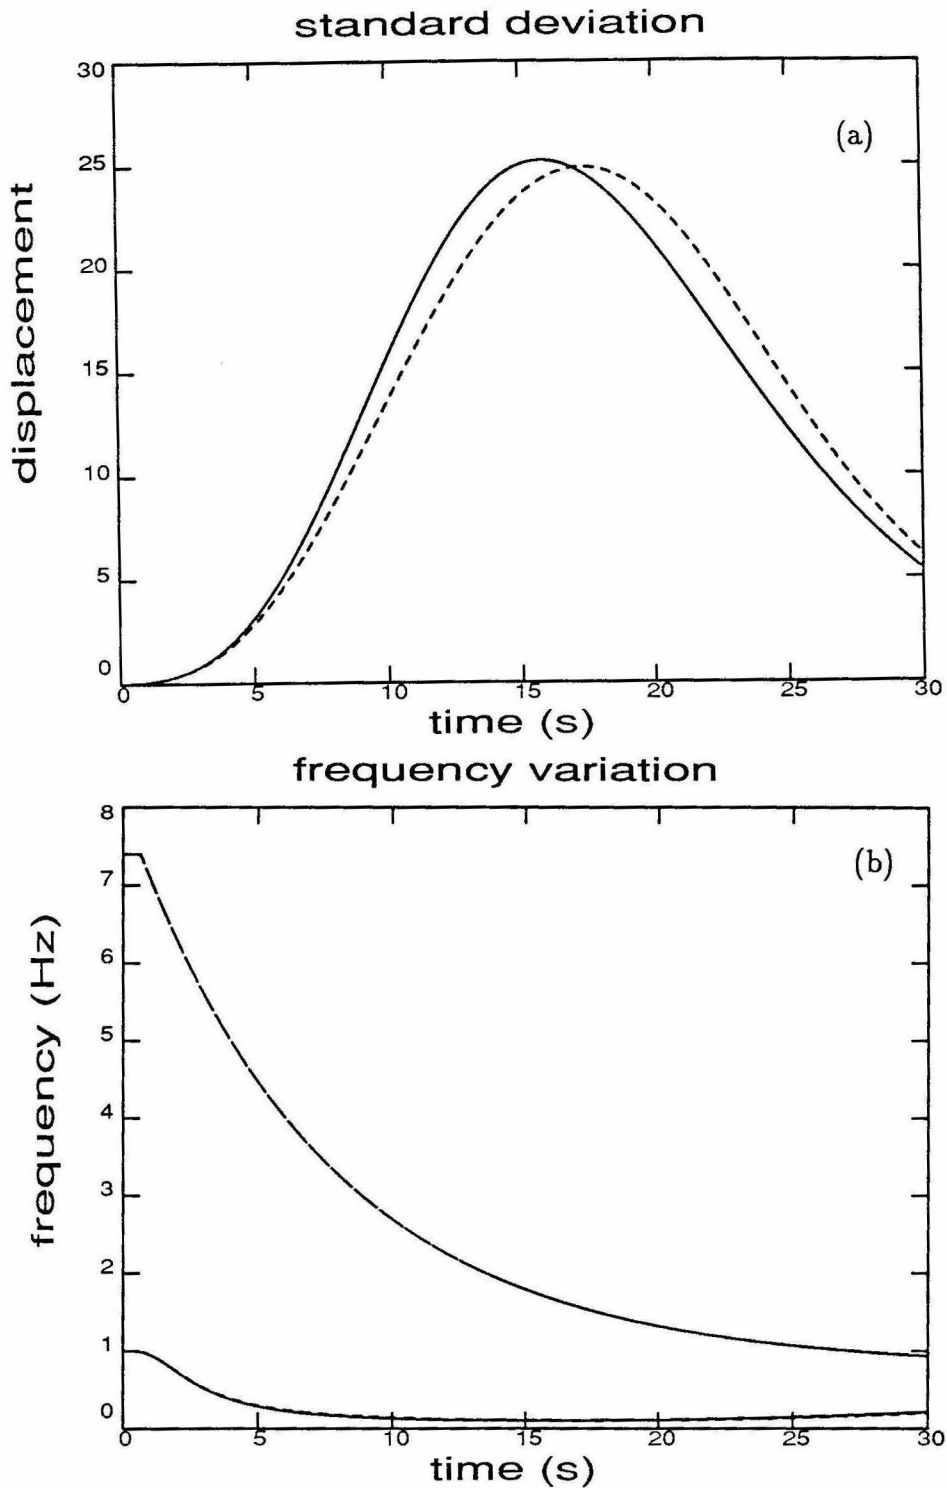 standard deviation
30
25
20
15
10
5
0
displacement
(a)
0 5 10 15 20 25 30
time (s)
frequency variation
8
7
6
5
4
3
2
1
0
frequency (Hz)
(b)
0 5 10 15 20 25 30
time (s)